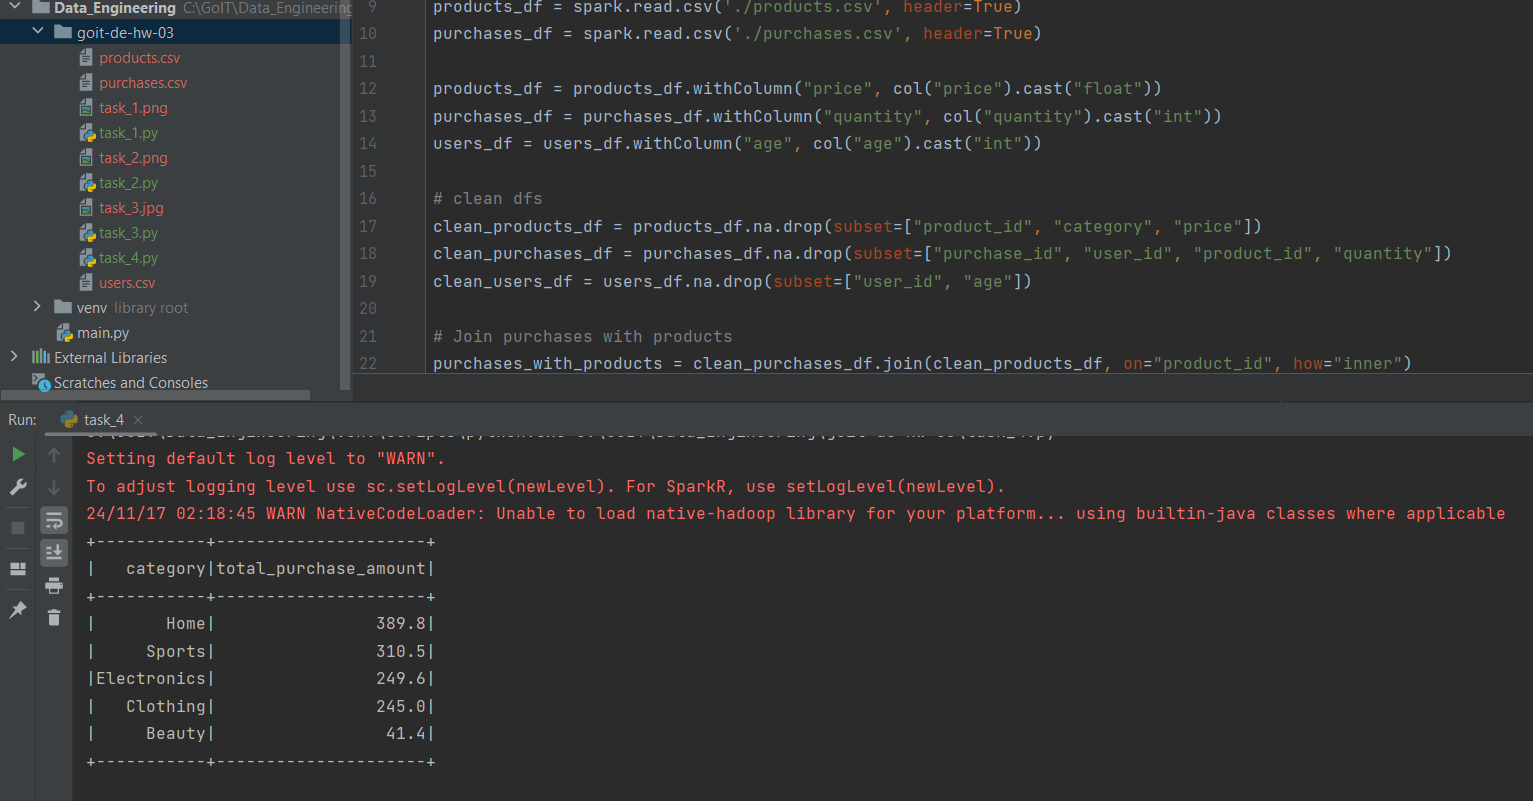 Data_Engineering C:\GoIT\Data_Engineering
goit-de-hw-03
products.csv
purchases.csv
task_1.png
task_1.py
task_2.png
task_2.py
task_3.jpg
task_3.py
task_4.py
users.csv
venv library root
main.py
External Libraries
Scratches and Consoles
9 products_df = spark.read.csv('./products.csv', header=True)
10 purchases_df = spark.read.csv('./purchases.csv', header=True)
11
12 products_df = products_df.withColumn("price", col("price").cast("float"))
13 purchases_df = purchases_df.withColumn("quantity", col("quantity").cast("int"))
14 users_df = users_df.withColumn("age", col("age").cast("int"))
15
16 # clean dfs
17 clean_products_df = products_df.na.drop(subset=["product_id", "category", "price"])
18 clean_purchases_df = purchases_df.na.drop(subset=["purchase_id", "user_id", "product_id", "quantity"])
19 clean_users_df = users_df.na.drop(subset=["user_id", "age"])
20
21 # Join purchases with products
22 purchases_with_products = clean_purchases_df.join(clean_products_df, on="product_id", how="inner")
Run: task_4
Setting default log level to "WARN".
To adjust logging level use sc.setLogLevel(newLevel). For SparkR, use setLogLevel(newLevel).
24/11/17 02:18:45 WARN NativeCodeLoader: Unable to load native-hadoop library for your platform... using builtin-java classes where applicable
+-----------+---------------------+
|   category|total_purchase_amount|
+-----------+---------------------+
|       Home|                389.8|
|     Sports|                310.5|
|Electronics|                249.6|
|   Clothing|                245.0|
|     Beauty|                 41.4|
+-----------+---------------------+